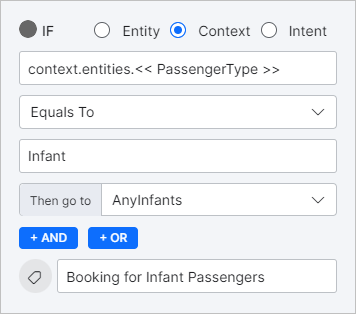 IF Entity Context Intent
context.entities.<< PassengerType >>
Equals To
Infant
Then go to AnyInfants
+ AND + OR
Booking for Infant Passengers